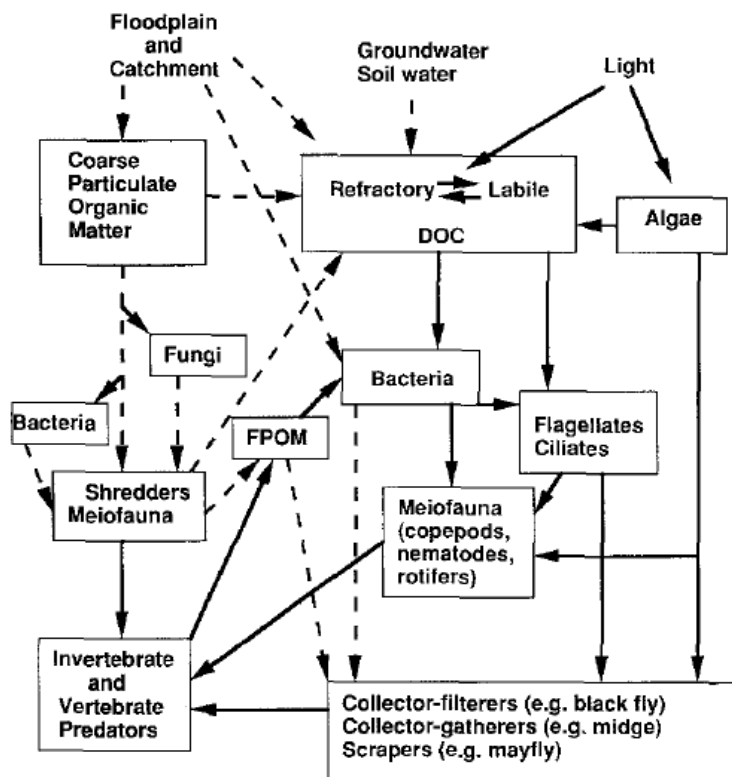 Floodplain
and
Catchment
Groundwater
Soil water
Light
Coarse
Particulate
Organic
Matter
Refractory
Labile
DOC
Algae
Fungi
Bacteria
Bacteria
FPOM
Flagellates
Ciliates
Shredders
Meiofauna
Meiofauna
(copepods,
nematodes,
rotifers)
Invertebrate
and
Vertebrate
Predators
Collector-filterers (e.g. black fly)
Collector-gatherers (e.g. midge)
Scrapers (e.g. mayfly)